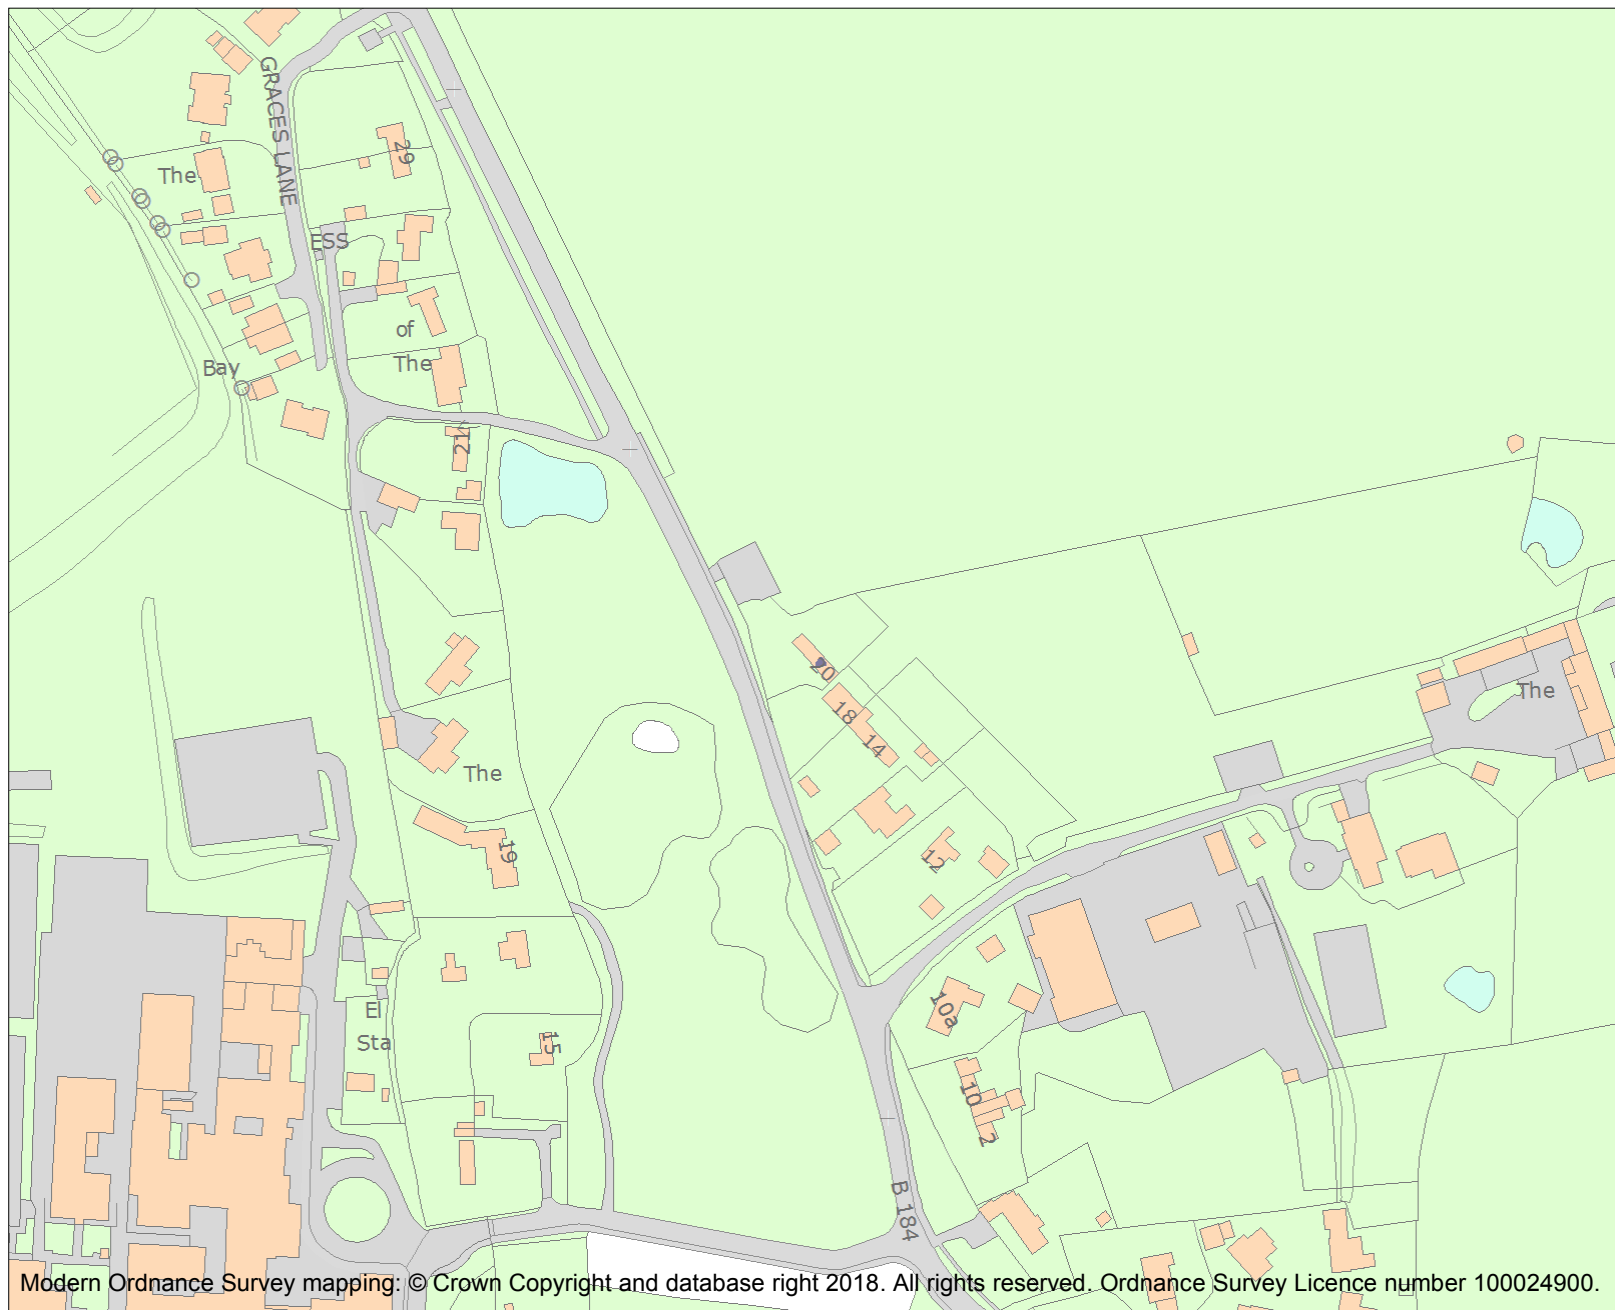 GRACES LANE
29
The
ESS
of
The
Bay
21
20
18
14
The
The
12
19
10a
El
Sta
15
10
2
B 184
Modern Ordnance Survey mapping: © Crown Copyright and database right 2018. All rights reserved. Ordnance Survey Licence number 100024900.